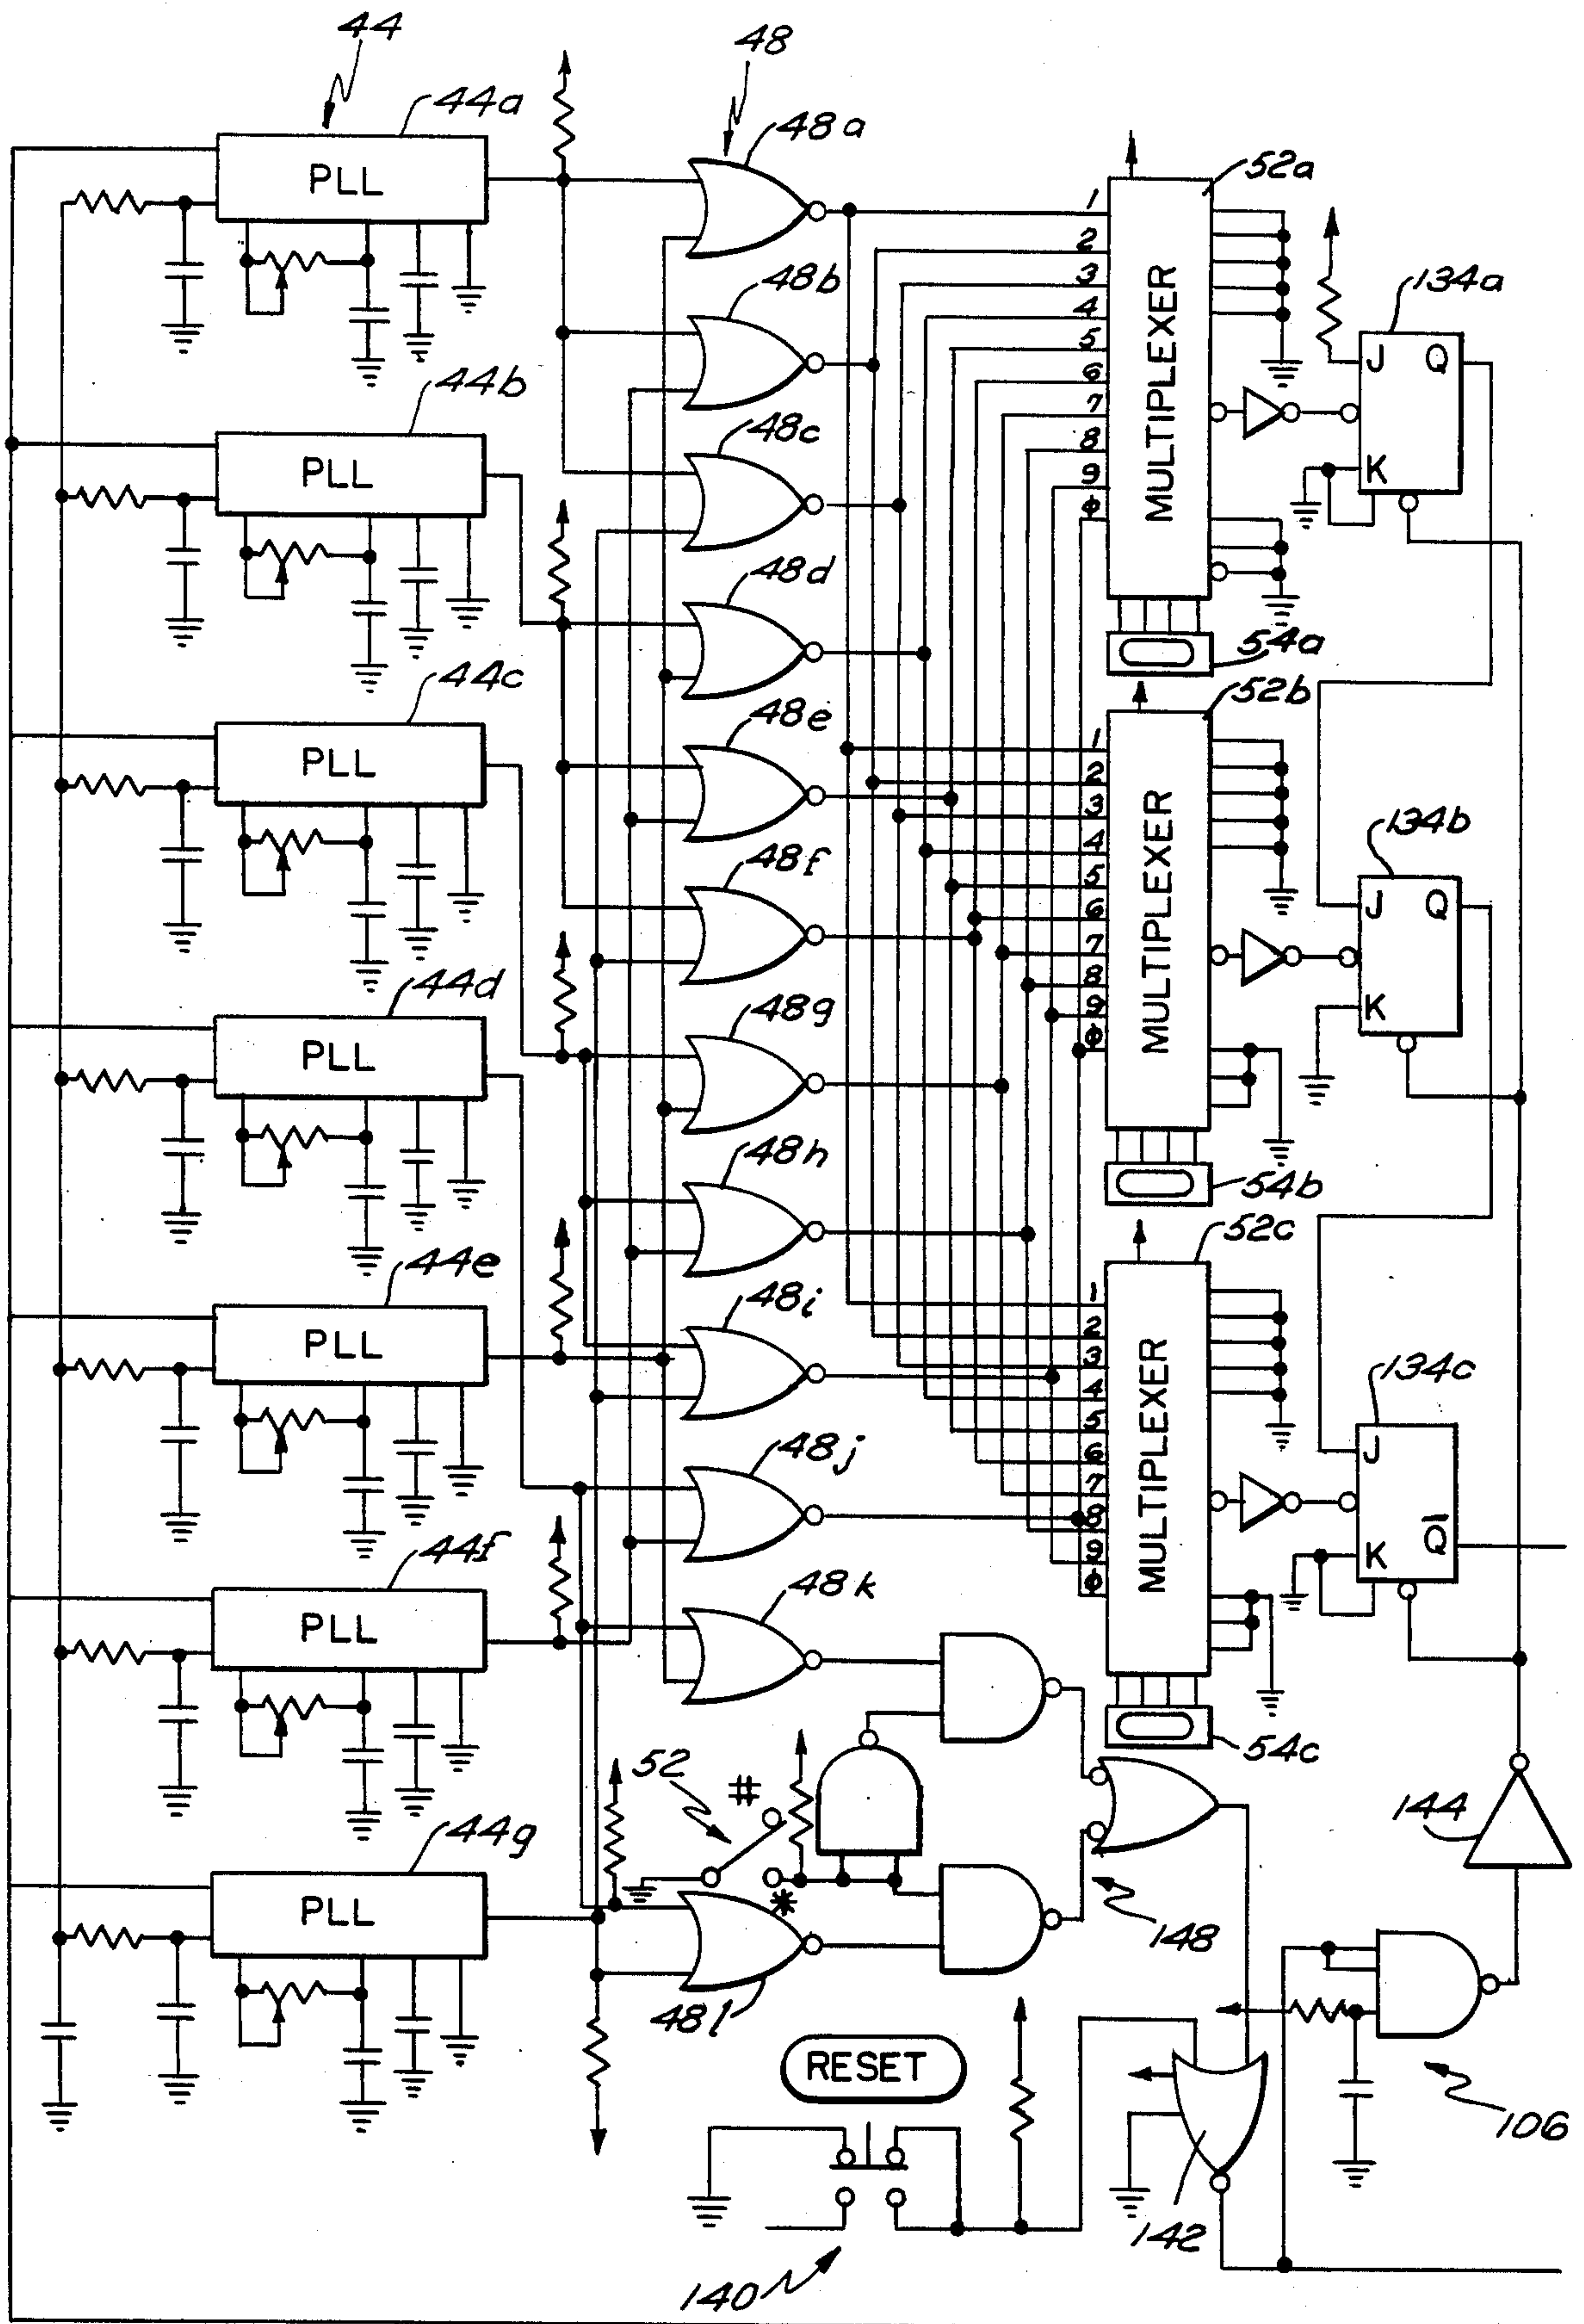 44
48
44a
PLL
48a
52a
1
2
3
4
5
6
7
8
9
0
MULTIPLEXER
134a
J
Q
K
48b
44b
PLL
48c
48d
54a
44c
PLL
48e
52b
1
2
3
4
5
6
7
8
9
0
MULTIPLEXER
134b
J
Q
K
48f
44d
PLL
48g
48h
54b
44e
PLL
48i
52c
1
2
3
4
5
6
7
8
9
0
MULTIPLEXER
134c
J
Q̅
K
48j
44f
PLL
48k
54c
52
#
*
144
44g
PLL
48l
148
RESET
106
142
140